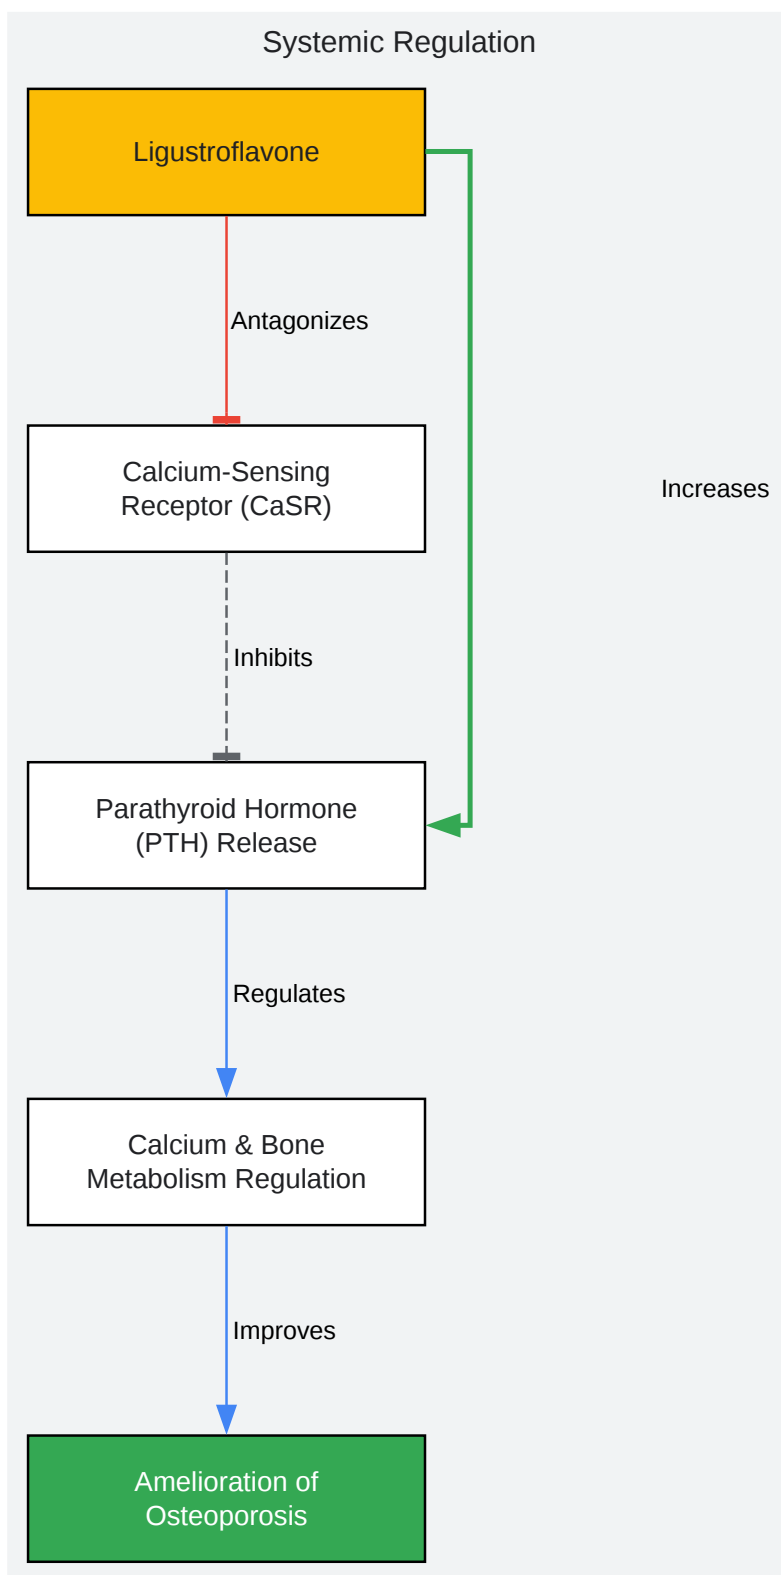 Systemic Regulation
Ligustroflavone
Antagonizes
Calcium-Sensing
Receptor (CaSR)
Increases
Inhibits
Parathyroid Hormone
(PTH) Release
Regulates
Calcium & Bone
Metabolism Regulation
Improves
Amelioration of
Osteoporosis